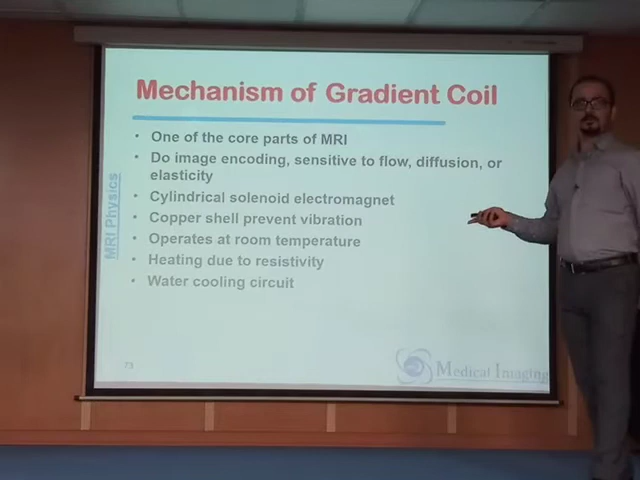 Mechanism of Gradient Coil
• One of the core parts of MRI
• Do image encoding, sensitive to flow, diffusion, or
elasticity
• Cylindrical solenoid electromagnet
• Copper shell prevent vibration
• Operates at room temperature
• Heating due to resistivity
• Water cooling circuit
MRI Physics
73
Medical Imaging